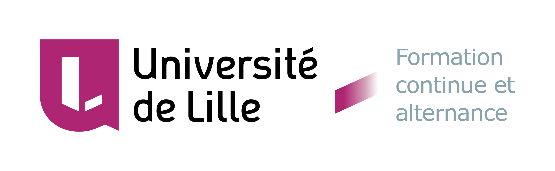 Université
de Lille
Formation
continue et
alternance